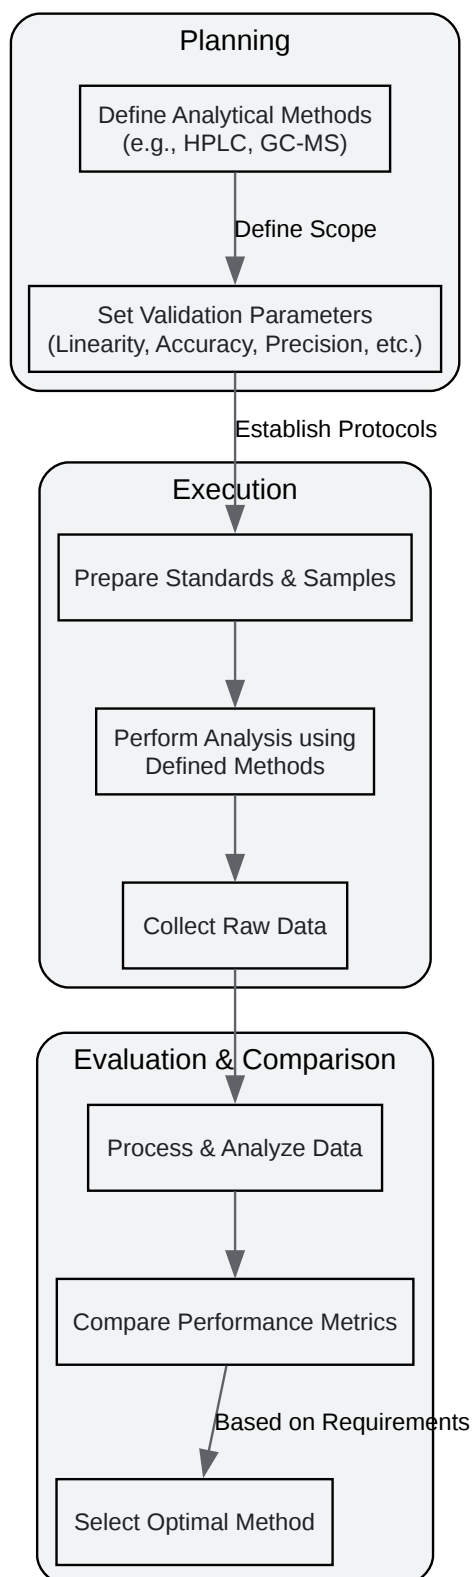 Planning
Define Analytical Methods
(e.g., HPLC, GC-MS)
Define Scope
Set Validation Parameters
(Linearity, Accuracy, Precision, etc.)
Establish Protocols
Execution
Prepare Standards & Samples
Perform Analysis using
Defined Methods
Collect Raw Data
Evaluation & Comparison
Process & Analyze Data
Compare Performance Metrics
Based on Requirements
Select Optimal Method